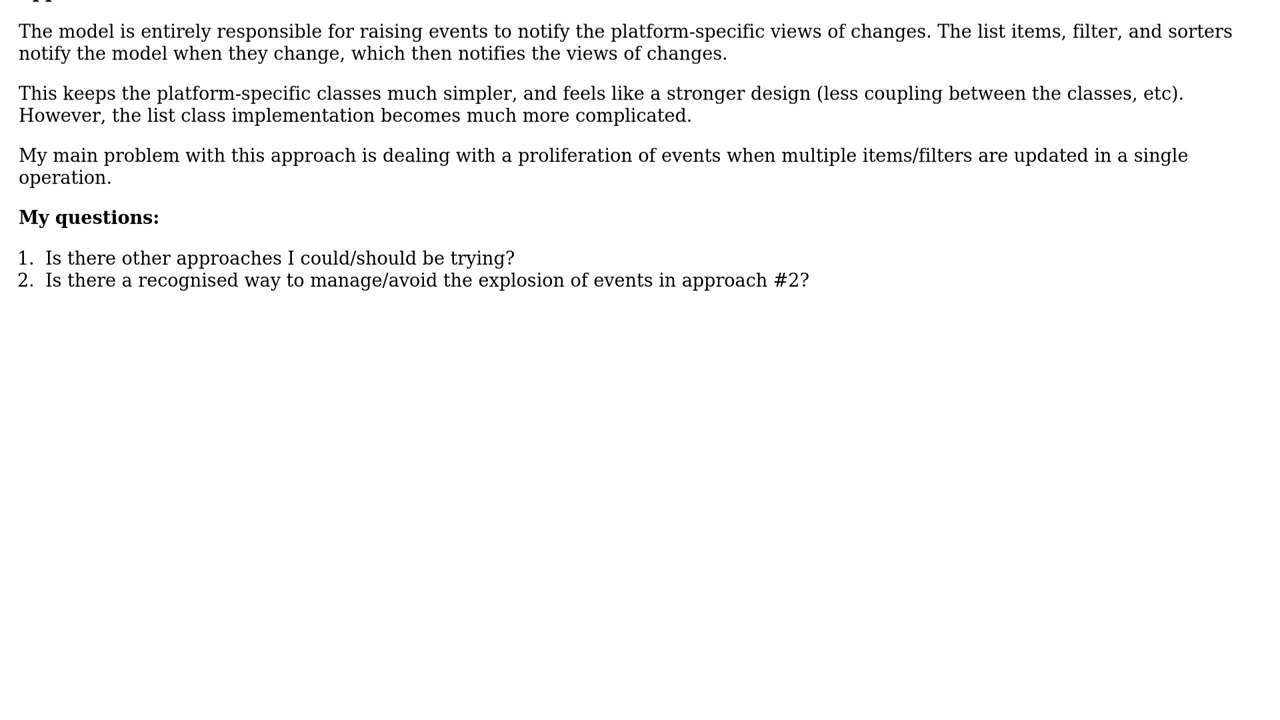 The model is entirely responsible for raising events to notify the platform-specific views of changes. The list items, filter, and sorters
notify the model when they change, which then notifies the views of changes.
This keeps the platform-specific classes much simpler, and feels like a stronger design (less coupling between the classes, etc).
However, the list class implementation becomes much more complicated.
My main problem with this approach is dealing with a proliferation of events when multiple items/filters are updated in a single
operation.
My questions:
1. Is there other approaches I could/should be trying?
2. Is there a recognised way to manage/avoid the explosion of events in approach #2?